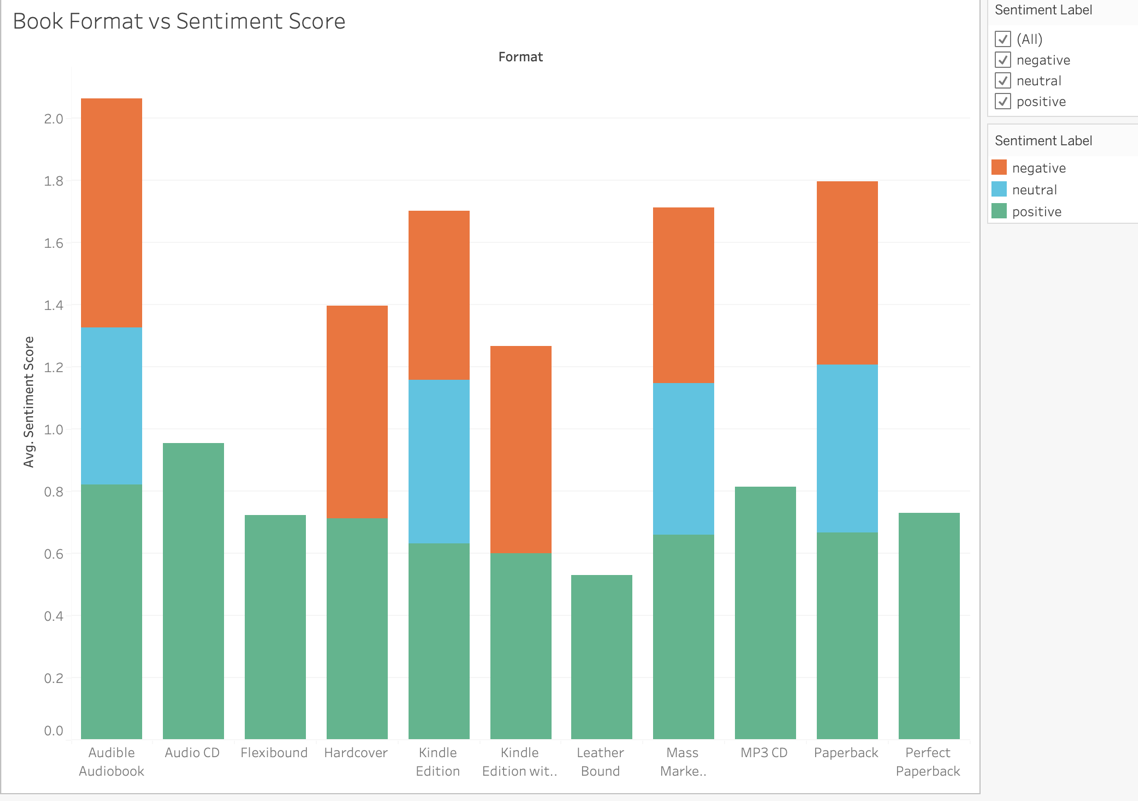 Book Format vs Sentiment Score
Format
Avg. Sentiment Score
2.0
1.8
1.6
1.4
1.2
1.0
0.8
0.6
0.4
0.2
0.0
Audible
Audiobook
Audio CD
Flexibound
Hardcover
Kindle
Edition
Kindle
Edition wit..
Leather
Bound
Mass
Marke..
MP3 CD
Paperback
Perfect
Paperback
Sentiment Label
(All)
negative
neutral
positive
Sentiment Label
negative
neutral
positive